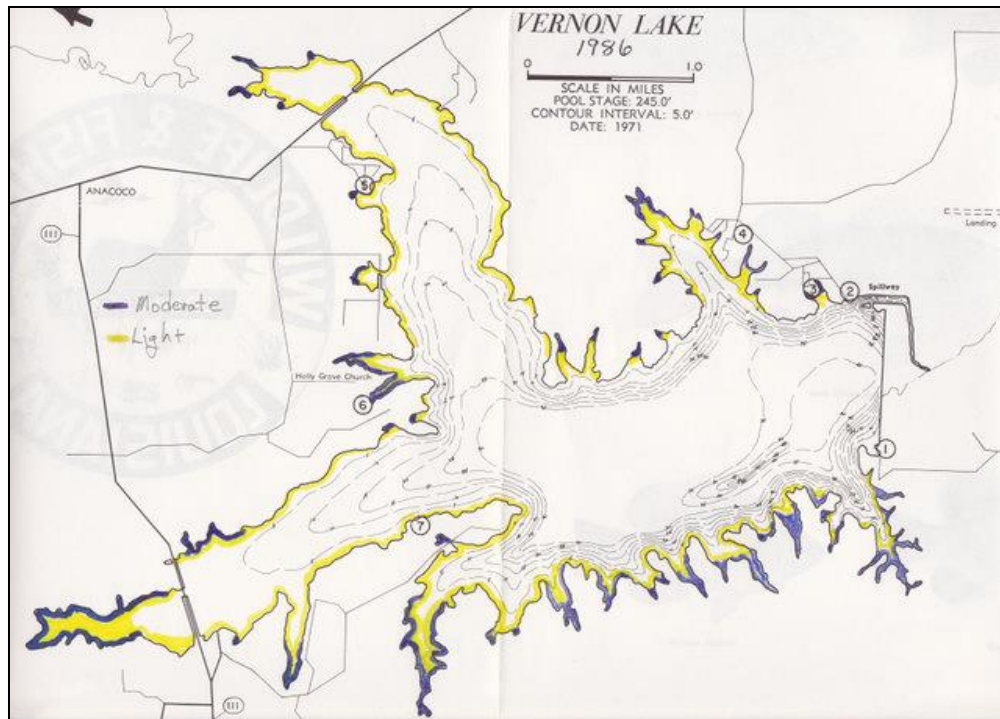 VERNON LAKE
1986
0 1.0
SCALE IN MILES
POOL STAGE: 245.0'
CONTOUR INTERVAL: 5.0'
DATE: 1971
ANACOCO
5
111
4
Landing
Moderate
3
2
Spillway
Light
Holly Grove Church
6
1
7
111